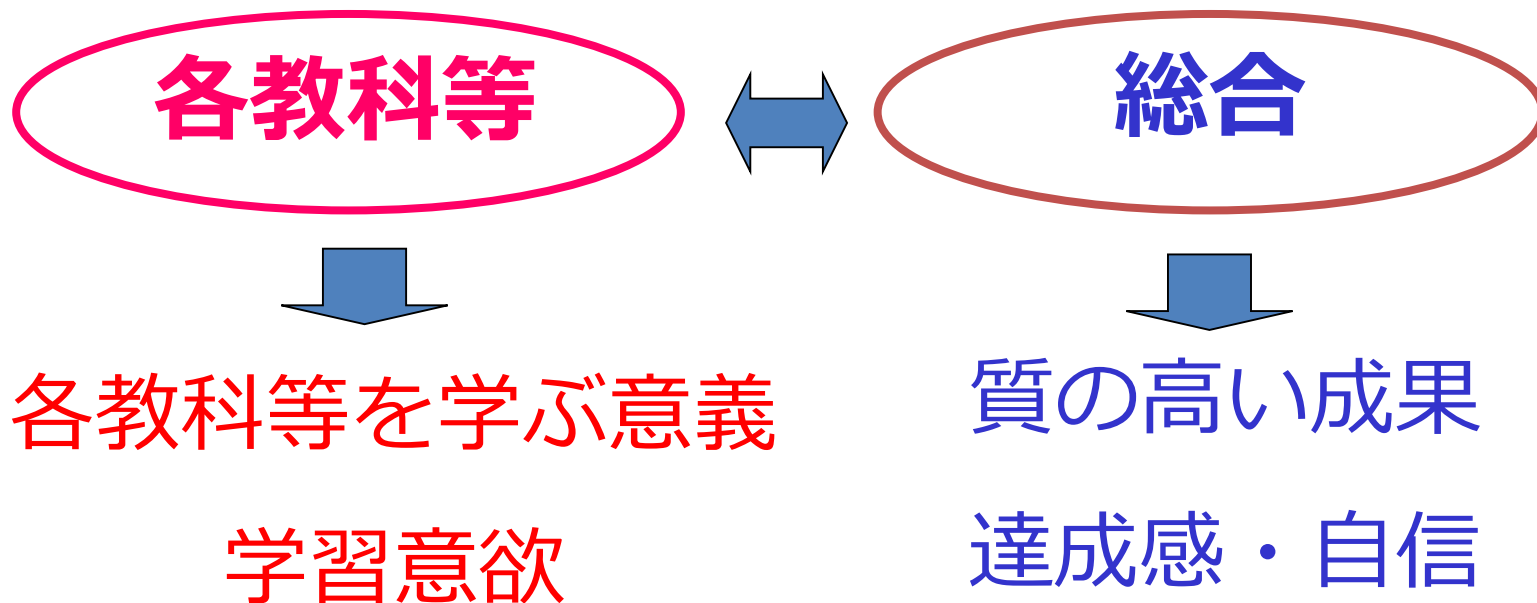 各教科等
総合
各教科等を学ぶ意義
学習意欲
質の高い成果
達成感・自信